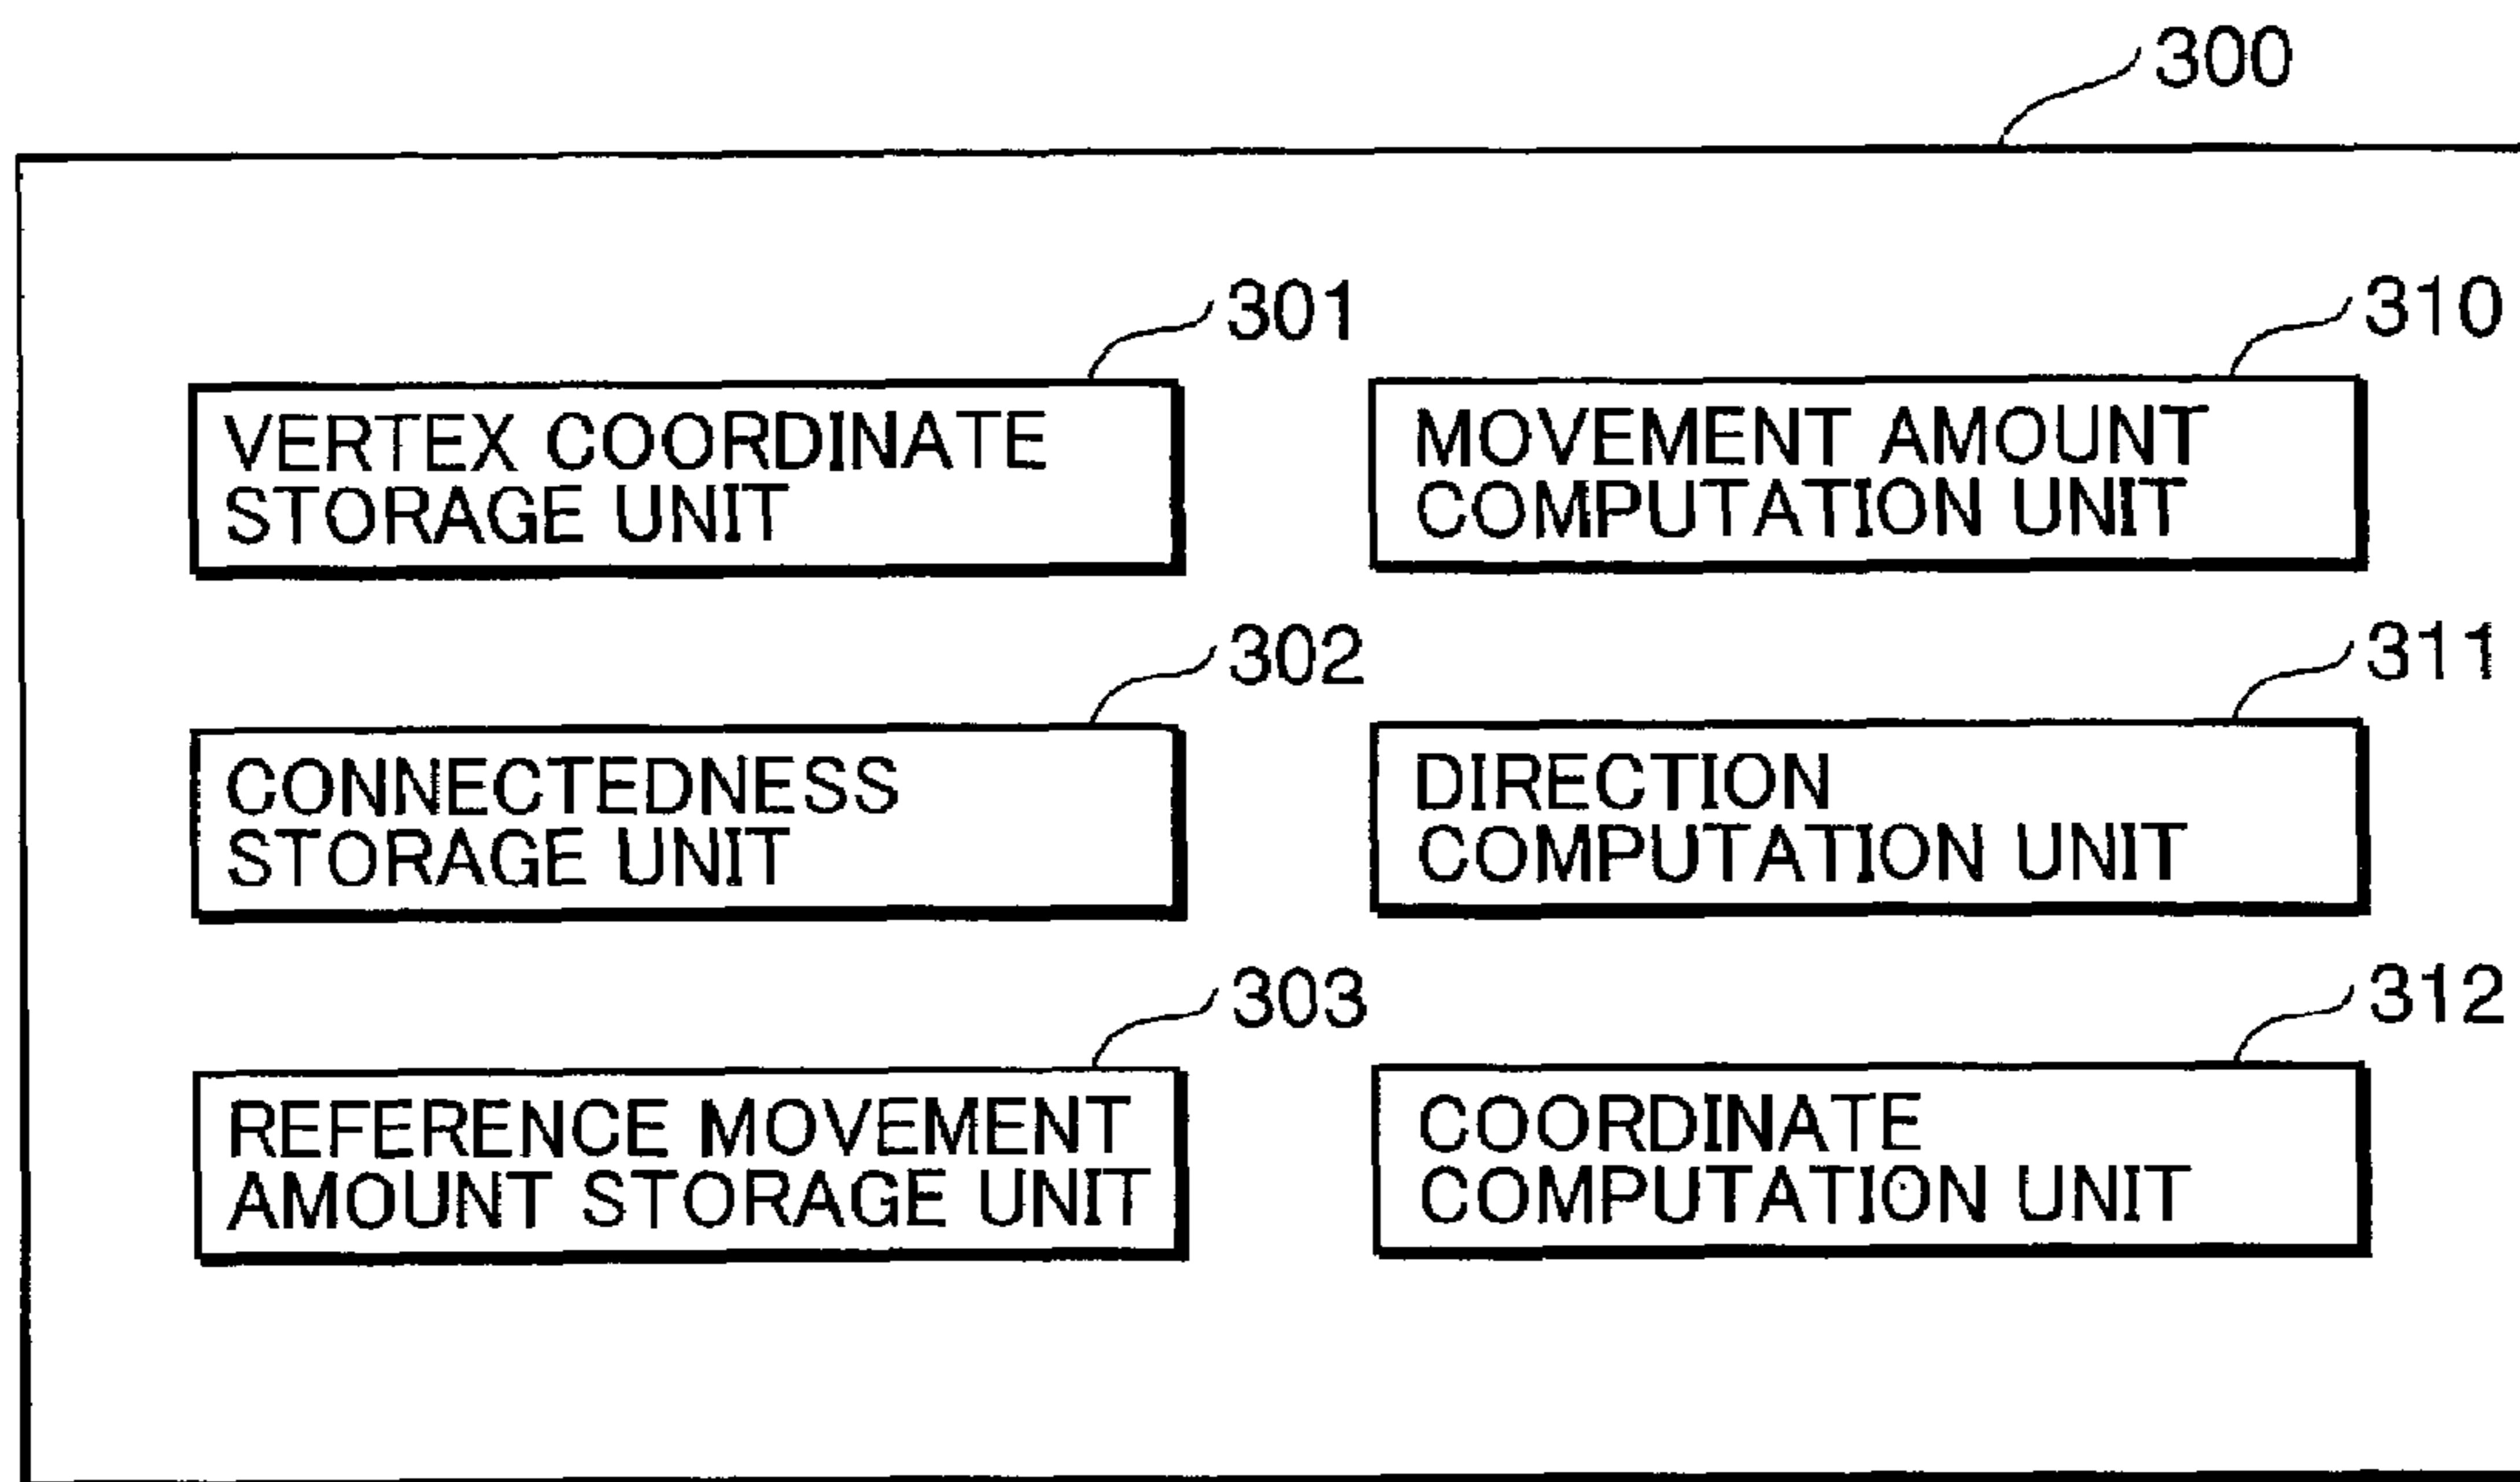 300
301
VERTEX COORDINATE
STORAGE UNIT
310
MOVEMENT AMOUNT
COMPUTATION UNIT
302
CONNECTEDNESS
STORAGE UNIT
311
DIRECTION
COMPUTATION UNIT
303
REFERENCE MOVEMENT
AMOUNT STORAGE UNIT
312
COORDINATE
COMPUTATION UNIT